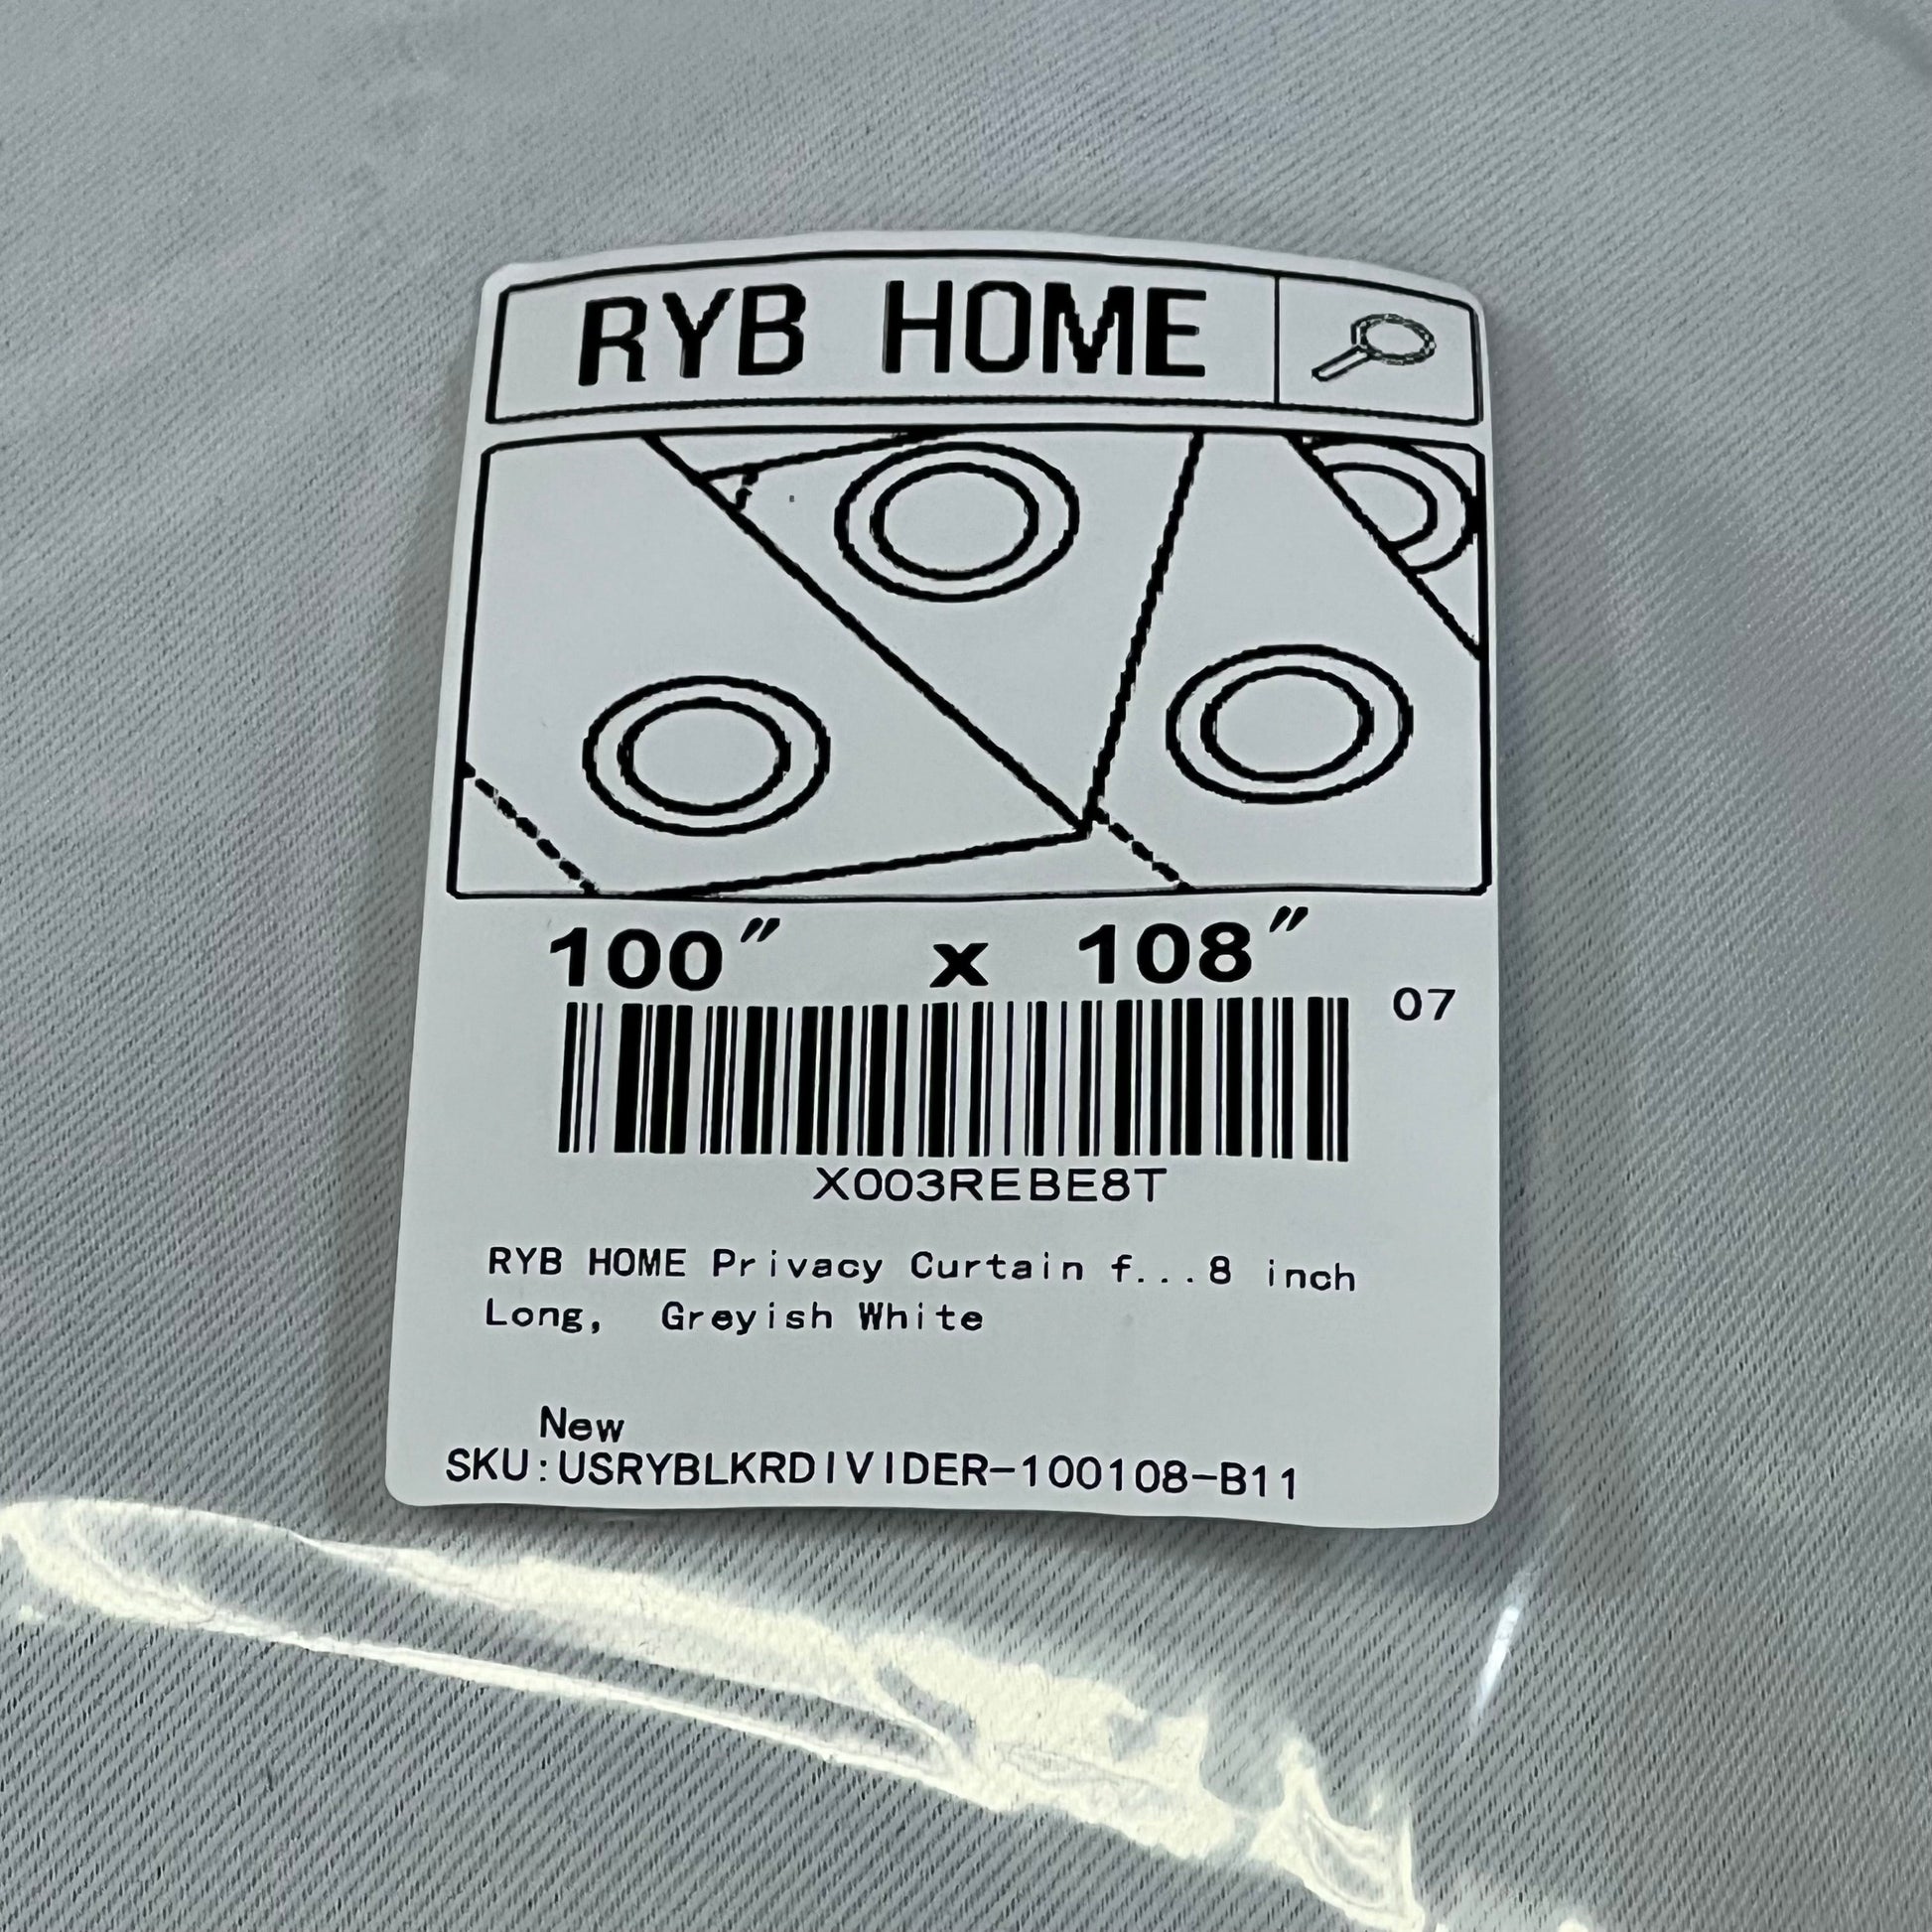 RYB HOME
100" x 108"
07
X003REBE8T
RYB HOME Privacy Curtain f...8 inch
Long, Greyish White
New
SKU:USRYBLKRDIVIDER-100108-B11